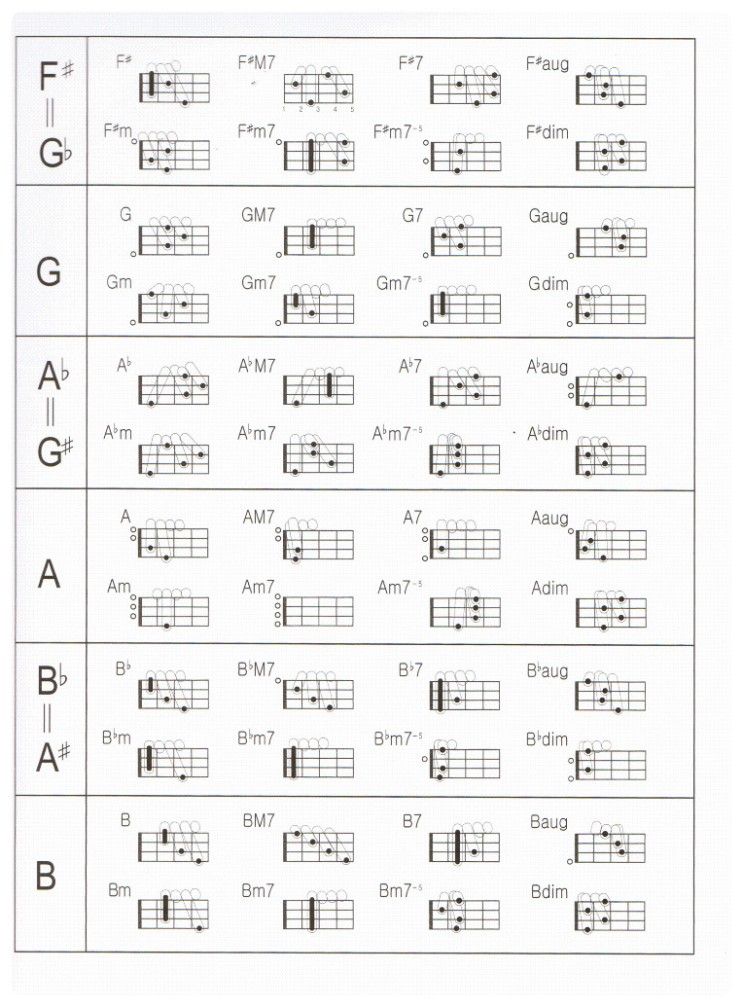 F♯
=
G♭
F♯ F♯M7 F♯7 F♯aug
1 2 3 4 5
F♯m F♯m7 F♯m7-5 F♯dim
G
G GM7 G7 Gaug
Gm Gm7 Gm7-5 Gdim
A♭
=
G♯
A♭ A♭M7 A♭7 A♭aug
A♭m A♭m7 A♭m7-5 A♭dim
A
A AM7 A7 Aaug
Am Am7 Am7-5 Adim
B♭
=
A♯
B♭ B♭M7 B♭7 B♭aug
B♭m B♭m7 B♭m7-5 B♭dim
B
B BM7 B7 Baug
Bm Bm7 Bm7-5 Bdim